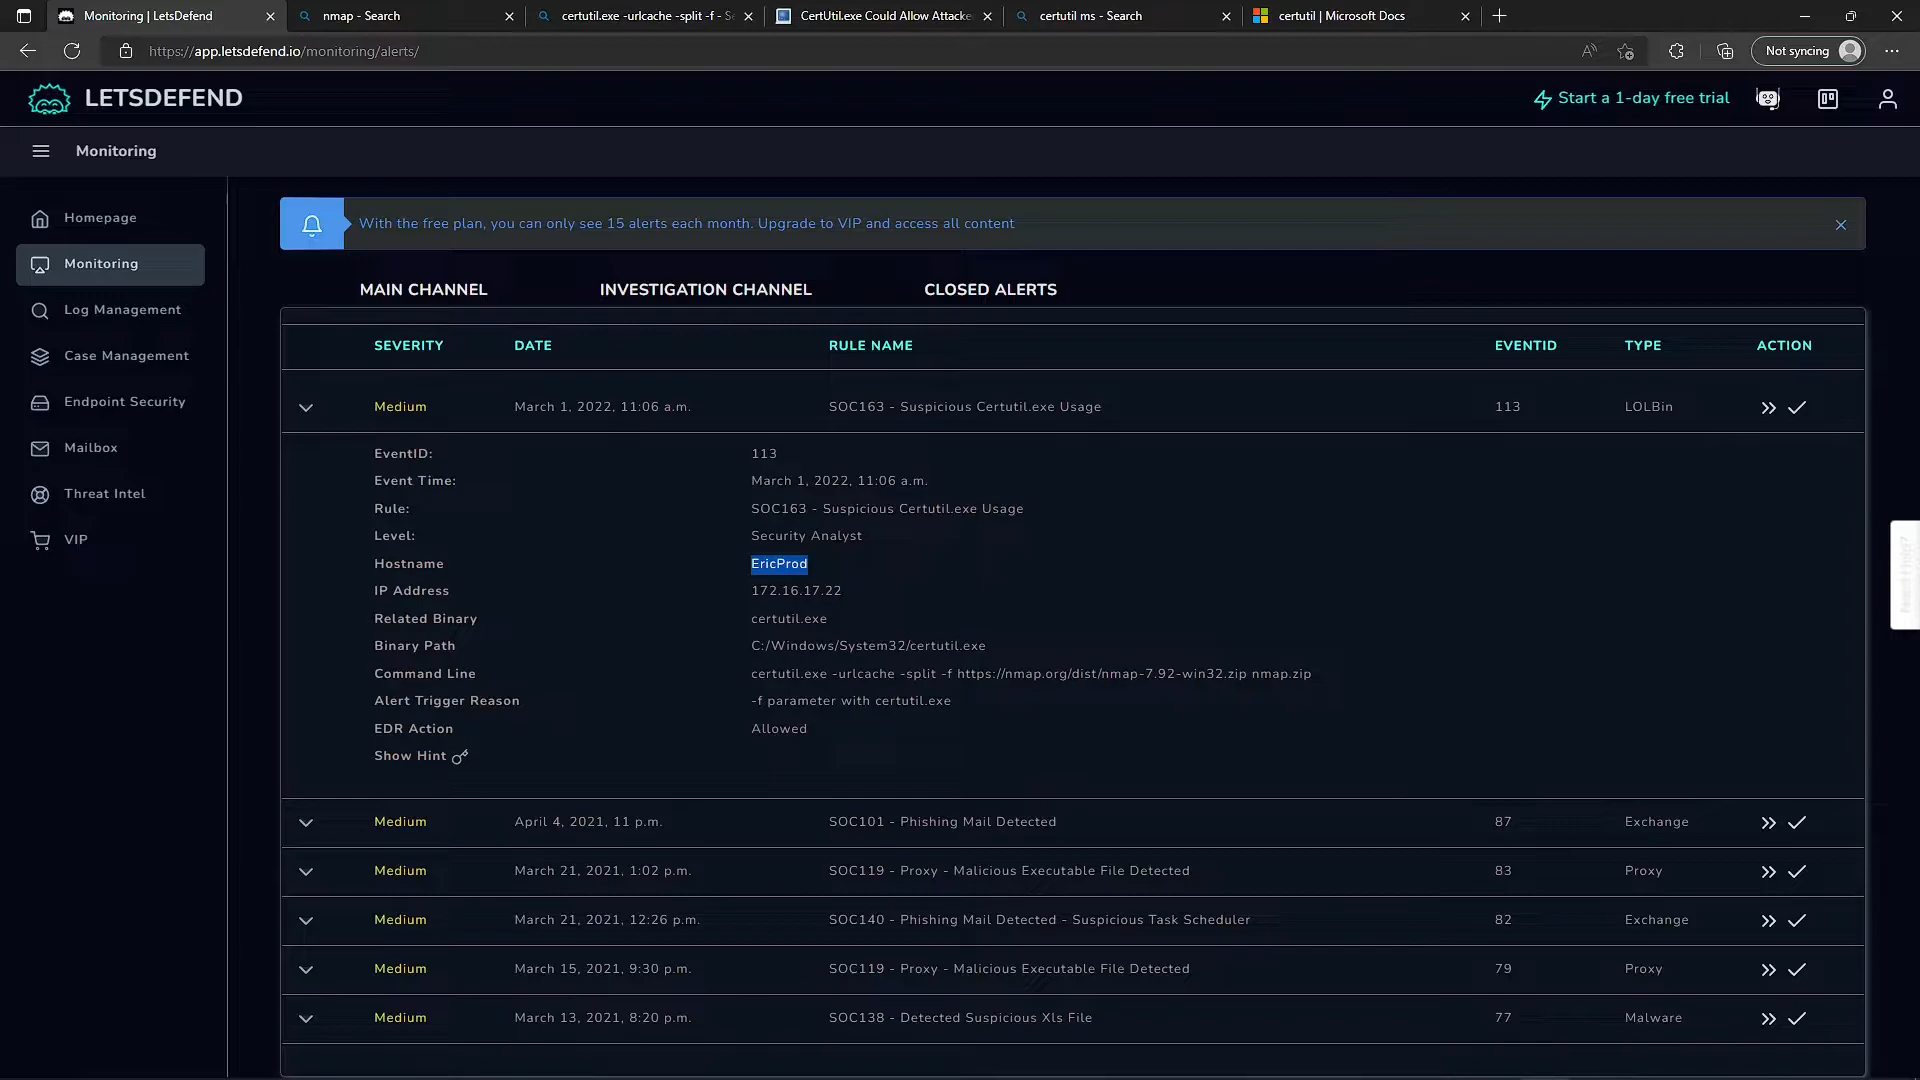 Monitoring | LetsDefend
nmap - Search
certutil.exe -urlcache -split -f - S
CertUtil.exe Could Allow Attacke
certutil ms - Search
certutil | Microsoft Docs
https://app.letsdefend.io/monitoring/alerts/
Not syncing
LETSDEFEND
Start a 1-day free trial
Monitoring
Homepage
Monitoring
Log Management
Case Management
Endpoint Security
Mailbox
Threat Intel
VIP
With the free plan, you can only see 15 alerts each month. Upgrade to VIP and access all content
MAIN CHANNEL INVESTIGATION CHANNEL CLOSED ALERTS
SEVERITY DATE RULE NAME EVENTID TYPE ACTION
Medium March 1, 2022, 11:06 a.m. SOC163 - Suspicious Certutil.exe Usage 113 LOLBin
EventID: 113
Event Time: March 1, 2022, 11:06 a.m.
Rule: SOC163 - Suspicious Certutil.exe Usage
Level: Security Analyst
Hostname EricProd
IP Address 172.16.17.22
Related Binary certutil.exe
Binary Path C:/Windows/System32/certutil.exe
Command Line certutil.exe -urlcache -split -f https://nmap.org/dist/nmap-7.92-win32.zip nmap.zip
Alert Trigger Reason -f parameter with certutil.exe
EDR Action Allowed
Show Hint
Medium April 4, 2021, 11 p.m. SOC101 - Phishing Mail Detected 87 Exchange
Medium March 21, 2021, 1:02 p.m. SOC119 - Proxy - Malicious Executable File Detected 83 Proxy
Medium March 21, 2021, 12:26 p.m. SOC140 - Phishing Mail Detected - Suspicious Task Scheduler 82 Exchange
Medium March 15, 2021, 9:30 p.m. SOC119 - Proxy - Malicious Executable File Detected 79 Proxy
Medium March 13, 2021, 8:20 p.m. SOC138 - Detected Suspicious Xls File 77 Malware